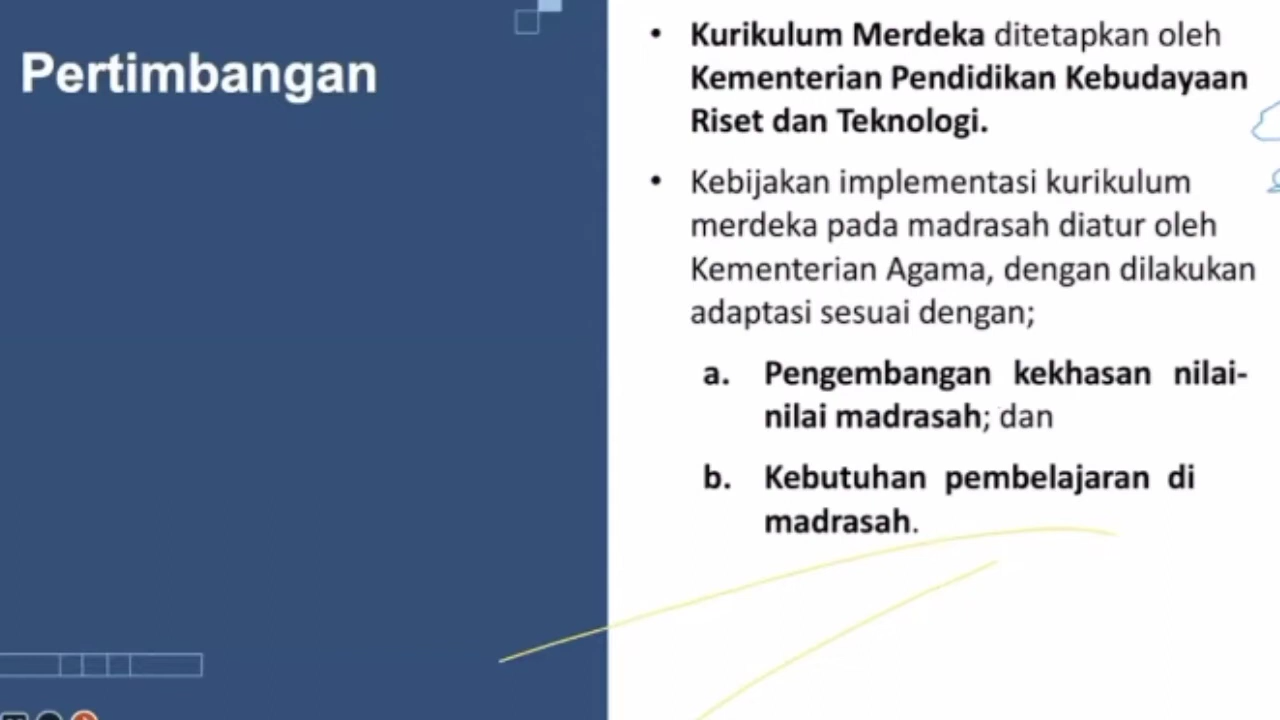 Pertimbangan
• Kurikulum Merdeka ditetapkan oleh
Kementerian Pendidikan Kebudayaan
Riset dan Teknologi.
• Kebijakan implementasi kurikulum
merdeka pada madrasah diatur oleh
Kementerian Agama, dengan dilakukan
adaptasi sesuai dengan;
a. Pengembangan kekhasan nilai-
nilai madrasah; dan
b. Kebutuhan pembelajaran di
madrasah.